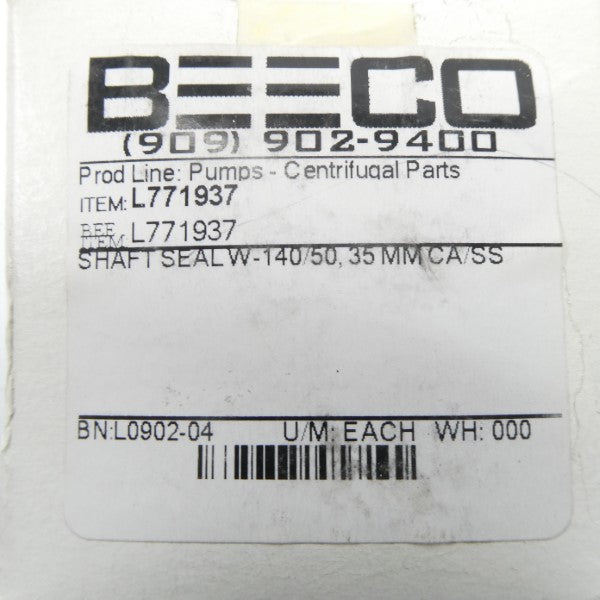 BEECO
(909) 902-9400
Prod Line: Pumps - Centrifugal Parts
ITEM: L771937
BEE ITEM: L771937
SHAFT SEAL W-140/50, 35 MM CA/SS
BN:L0902-04 U/M: EACH WH: 000